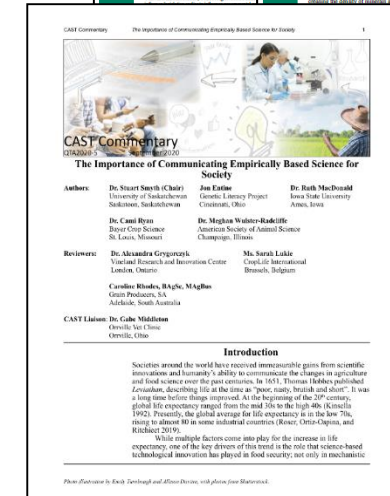 CAST Commentary The Importance of Communicating Empirically Based Science for Society 1
CAST Commentary
QTA2020-5 September 2020
The Importance of Communicating Empirically Based Science for
Society
Authors: Dr. Stuart Smyth (Chair) Jon Entine Dr. Ruth MacDonald
University of Saskatchewan Genetic Literacy Project Iowa State University
Saskatoon, Saskatchewan Cincinnati, Ohio Ames, Iowa
Dr. Cami Ryan Dr. Meghan Wulster-Radcliffe
Bayer Crop Science American Society of Animal Science
St. Louis, Missouri Champaign, Illinois
Reviewers: Dr. Alexandra Grygorczyk Ms. Sarah Lukie
Vineland Research and Innovation Centre CropLife International
London, Ontario Brussels, Belgium
Caroline Rhodes, BAgSc, MAgBus
Grain Producers, SA
Adelaide, South Australia
CAST Liaison: Dr. Gabe Middleton
Orrville Vet Clinic
Orrville, Ohio
Introduction
Societies around the world have received immeasurable gains from scientific
innovations and humanity's ability to communicate the changes in agriculture
and food science over the past centuries. In 1651, Thomas Hobbes published
Leviathan, describing life at the time as "poor, nasty, brutish and short". It was
a long time before things improved. At the beginning of the 20th century,
global life expectancy ranged from the mid 30s to the high 40s (Kinsella
1992). Presently, the global average for life expectancy is in the low 70s,
rising to almost 80 in some industrial countries (Roser, Ortiz-Ospina, and
Ritchie 2019).
While multiple factors come into play for the increase in life
expectancy, one of the key drivers of this trend is the role that science-based
technological innovation has played in food security; not only in mechanistic